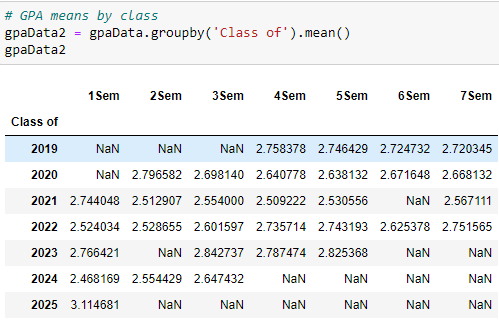 # GPA means by class
gpaData2 = gpaData.groupby('Class of').mean()
gpaData2
1Sem 2Sem 3Sem 4Sem 5Sem 6Sem 7Sem
Class of
2019 NaN NaN NaN 2.758378 2.746429 2.724732 2.720345
2020 NaN 2.796582 2.698140 2.640778 2.638132 2.671648 2.668132
2021 2.744048 2.512907 2.554000 2.509222 2.530556 NaN 2.567111
2022 2.524034 2.528655 2.601597 2.735714 2.743193 2.625378 2.751565
2023 2.766421 NaN 2.842737 2.787474 2.825368 NaN NaN
2024 2.468169 2.554429 2.647432 NaN NaN NaN NaN
2025 3.114681 NaN NaN NaN NaN NaN NaN